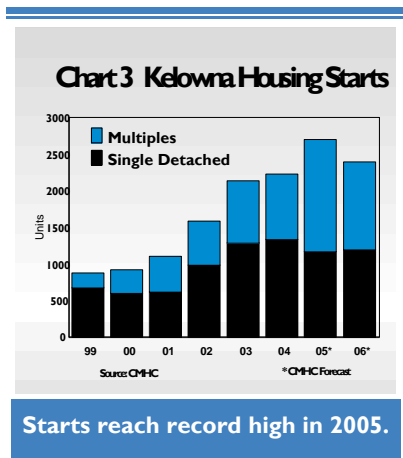 Chart 3 Kelowna Housing Starts
3000
2500
2000
1500
1000
500
0
Units
Multiples
Single Detached
99 00 01 02 03 04 05* 06*
Source: CMHC *CMHC Forecast
Starts reach record high in 2005.